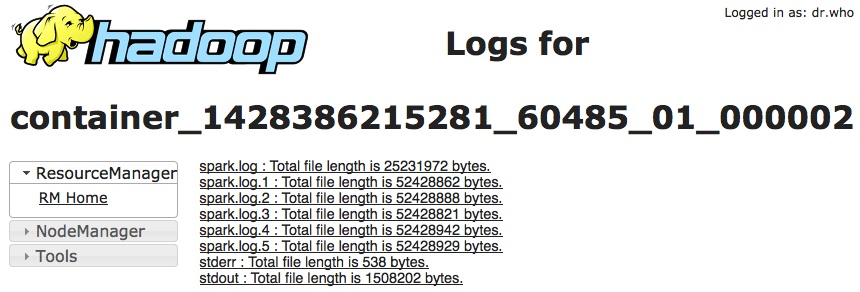 Logged in as: dr.who
hadoop
Logs for
container_1428386215281_60485_01_000002
ResourceManager
RM Home
NodeManager
Tools
spark.log : Total file length is 25231972 bytes.
spark.log.1 : Total file length is 52428862 bytes.
spark.log.2 : Total file length is 52428888 bytes.
spark.log.3 : Total file length is 52428821 bytes.
spark.log.4 : Total file length is 52428942 bytes.
spark.log.5 : Total file length is 52428929 bytes.
stderr : Total file length is 538 bytes.
stdout : Total file length is 1508202 bytes.